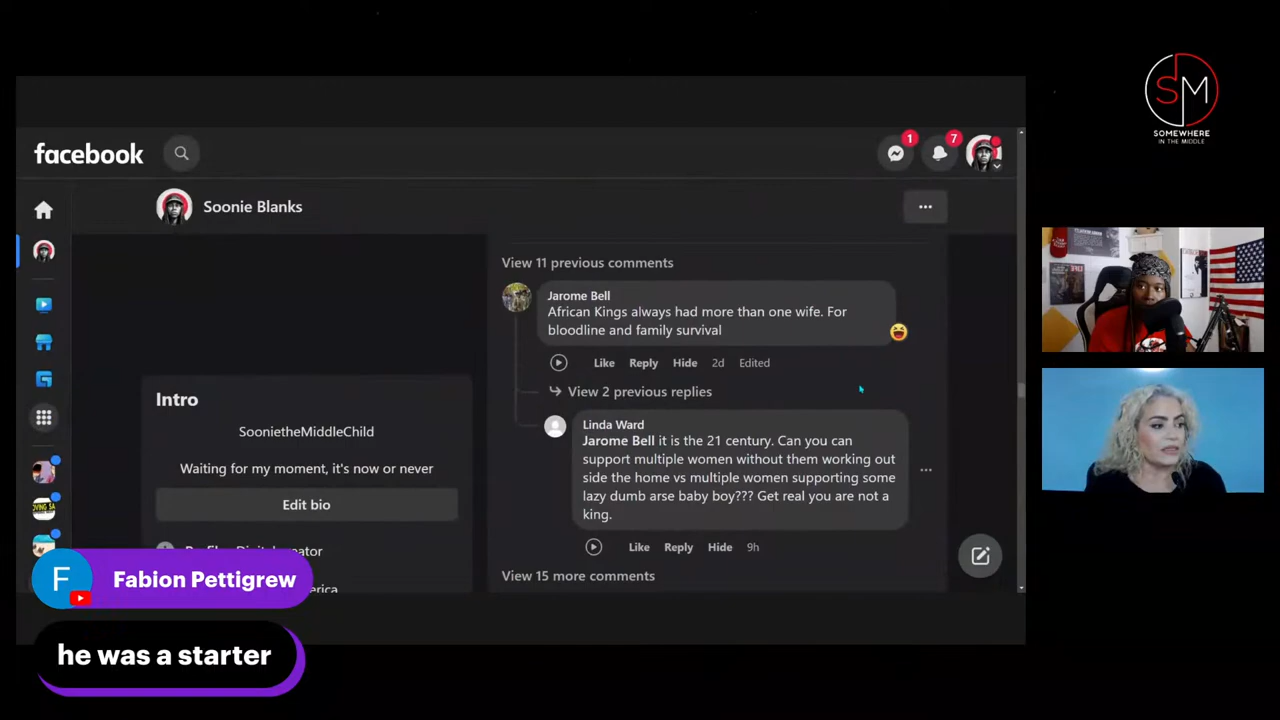 SM
SOMEWHERE
IN THE MIDDLE
facebook
1
7
Soonie Blanks
...
View 11 previous comments
Jarome Bell
African Kings always had more than one wife. For
bloodline and family survival
Like Reply Hide 2d Edited
View 2 previous replies
Linda Ward
Jarome Bell it is the 21 century. Can you can
support multiple women without them working out
side the home vs multiple women supporting some
lazy dumb arse baby boy??? Get real you are not a
king.
...
Like Reply Hide 9h
View 15 more comments
Intro
SoonietheMiddleChild
Waiting for my moment, it's now or never
Edit bio
F
Fabion Pettigrew
he was a starter